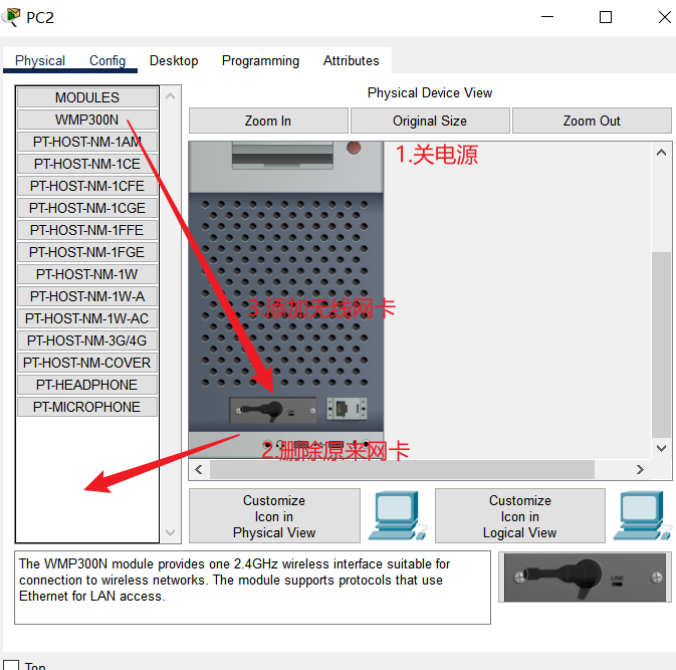 PC2
Physical Config Desktop Programming Attributes
MODULES
WMP300N
PT-HOST-NM-1AM
PT-HOST-NM-1CE
PT-HOST-NM-1CFE
PT-HOST-NM-1CGE
PT-HOST-NM-1FFE
PT-HOST-NM-1FGE
PT-HOST-NM-1W
PT-HOST-NM-1W-A
PT-HOST-NM-1W-AC
PT-HOST-NM-3G/4G
PT-HOST-NM-COVER
PT-HEADPHONE
PT-MICROPHONE
Physical Device View
Zoom In Original Size Zoom Out
1.关电源
3.添加无线网卡
2.删除原来网卡
Customize
Icon in
Physical View
Customize
Icon in
Logical View
The WMP300N module provides one 2.4GHz wireless interface suitable for
connection to wireless networks. The module supports protocols that use
Ethernet for LAN access.
LINK
Top